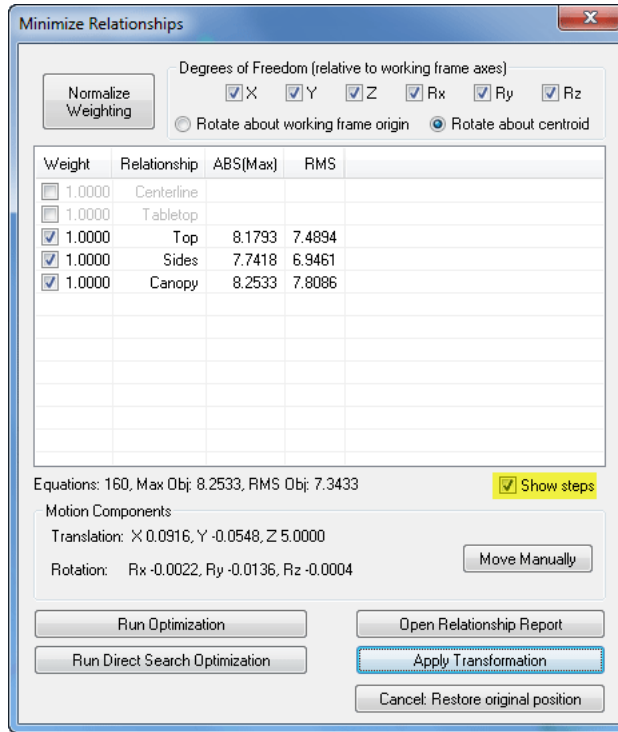 Minimize Relationships
Normalize Weighting
Degrees of Freedom (relative to working frame axes)
X Y Z Rx Ry Rz
Rotate about working frame origin Rotate about centroid
Weight Relationship ABS(Max) RMS
1.0000 Centerline
1.0000 Tabletop
1.0000 Top 8.1793 7.4894
1.0000 Sides 7.7418 6.9461
1.0000 Canopy 8.2533 7.8086
Equations: 160, Max Obj: 8.2533, RMS Obj: 7.3433
Show steps
Motion Components
Translation: X 0.0916, Y -0.0548, Z 5.0000
Rotation: Rx -0.0022, Ry -0.0136, Rz -0.0004
Move Manually
Run Optimization
Open Relationship Report
Run Direct Search Optimization
Apply Transformation
Cancel: Restore original position